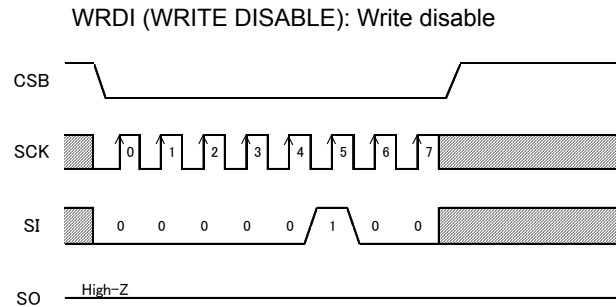 WRDI (WRITE DISABLE): Write disable
CSB
SCK 0 1 2 3 4 5 6 7
SI 0 0 0 0 0 1 0 0
SO High-Z